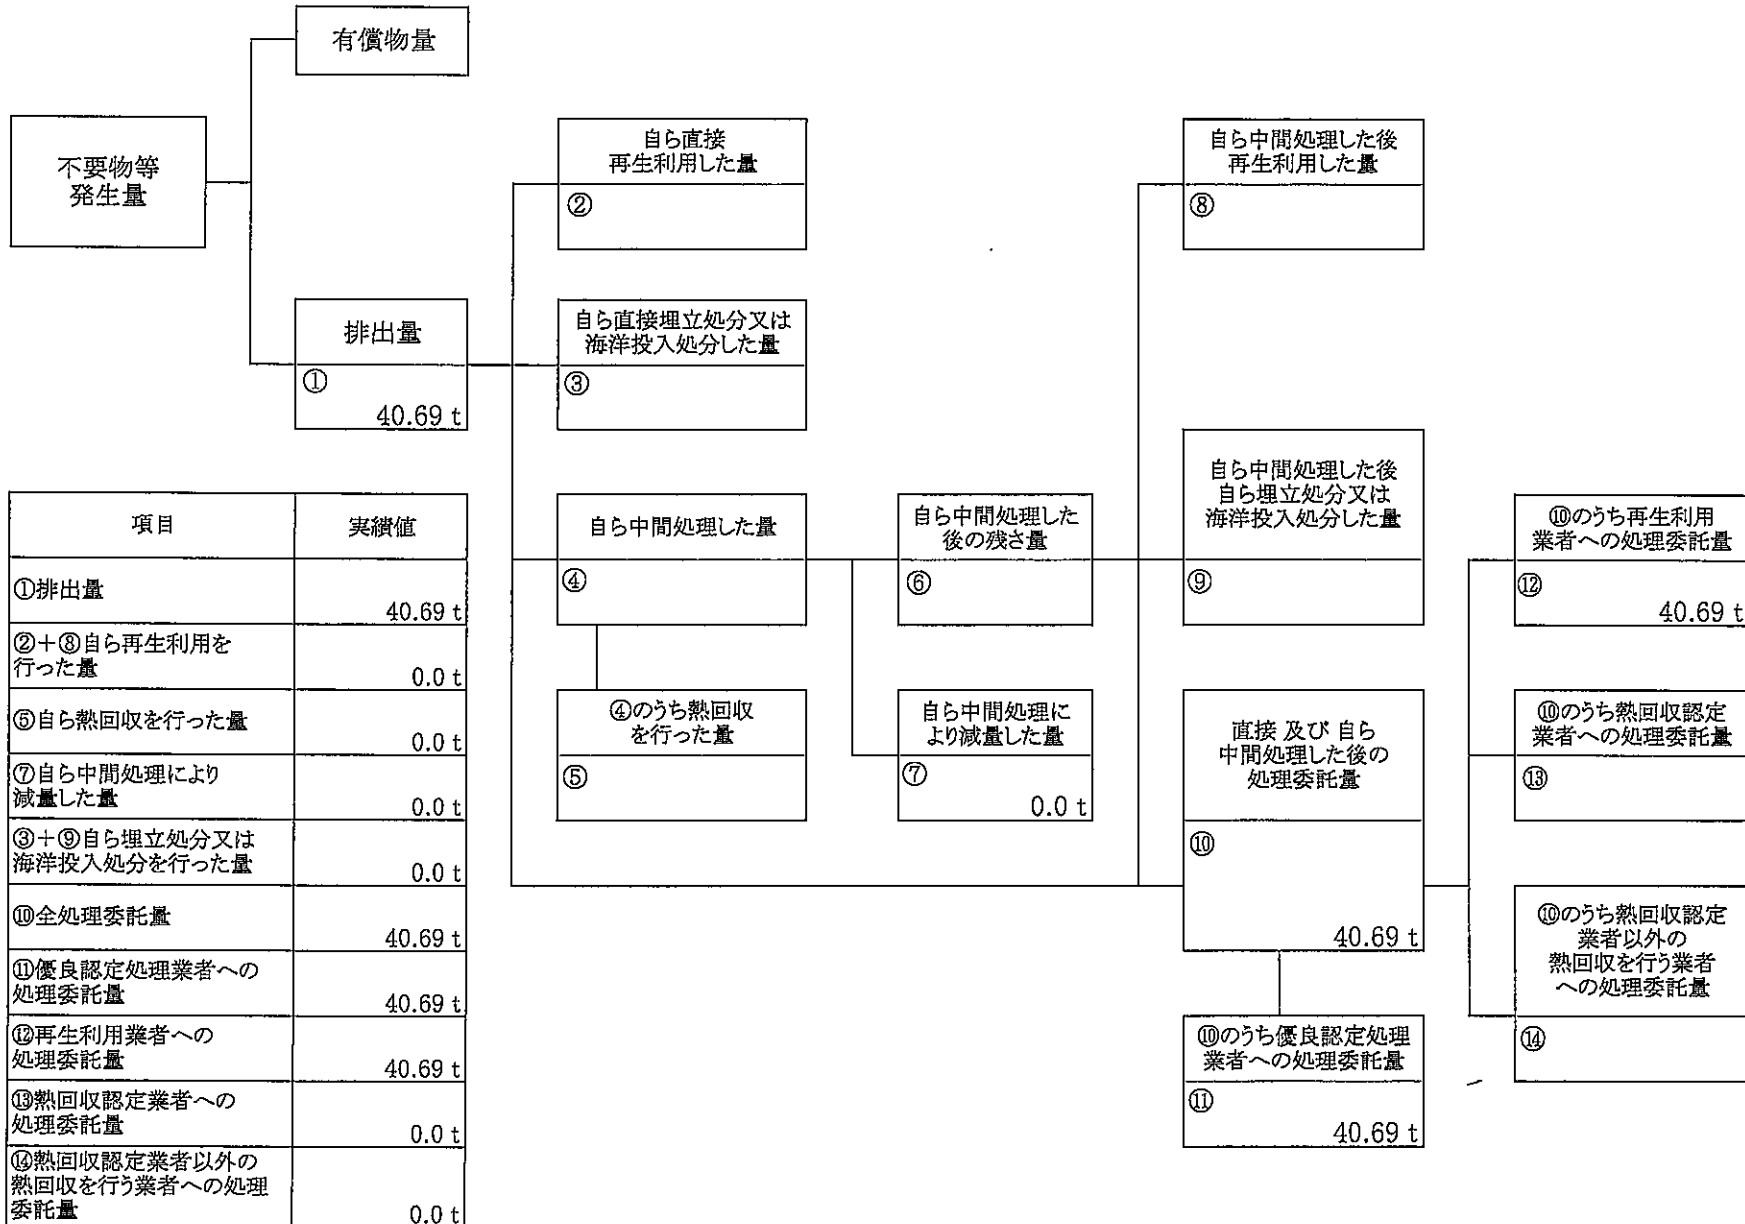 有償物量
不要物等
発生量
排出量
①
40.69 t
自ら直接
再生利用した量
②
自ら直接埋立処分又は
海洋投入処分した量
③
自ら中間処理した量
④
④のうち熱回収
を行った量
⑤
自ら中間処理した
後の残さ量
⑥
自ら中間処理に
より減量した量
⑦
0.0 t
自ら中間処理した後
再生利用した量
⑧
自ら中間処理した後
自ら埋立処分又は
海洋投入処分した量
⑨
直接 及び 自ら
中間処理した後の
処理委託量
⑩
40.69 t
⑩のうち優良認定処理
業者への処理委託量
⑪
40.69 t
⑩のうち再生利用
業者への処理委託量
⑫
40.69 t
⑩のうち熱回収認定
業者への処理委託量
⑬
⑩のうち熱回収認定
業者以外の
熱回収を行う業者
への処理委託量
⑭
項目 実績値
①排出量
40.69 t
②+⑧自ら再生利用を
行った量
0.0 t
⑤自ら熱回収を行った量
0.0 t
⑦自ら中間処理により
減量した量
0.0 t
③+⑨自ら埋立処分又は
海洋投入処分を行った量
0.0 t
⑩全処理委託量
40.69 t
⑪優良認定処理業者への
処理委託量
40.69 t
⑫再生利用業者への
処理委託量
40.69 t
⑬熱回収認定業者への
処理委託量
0.0 t
⑭熱回収認定業者以外の
熱回収を行う業者への処理
委託量
0.0 t